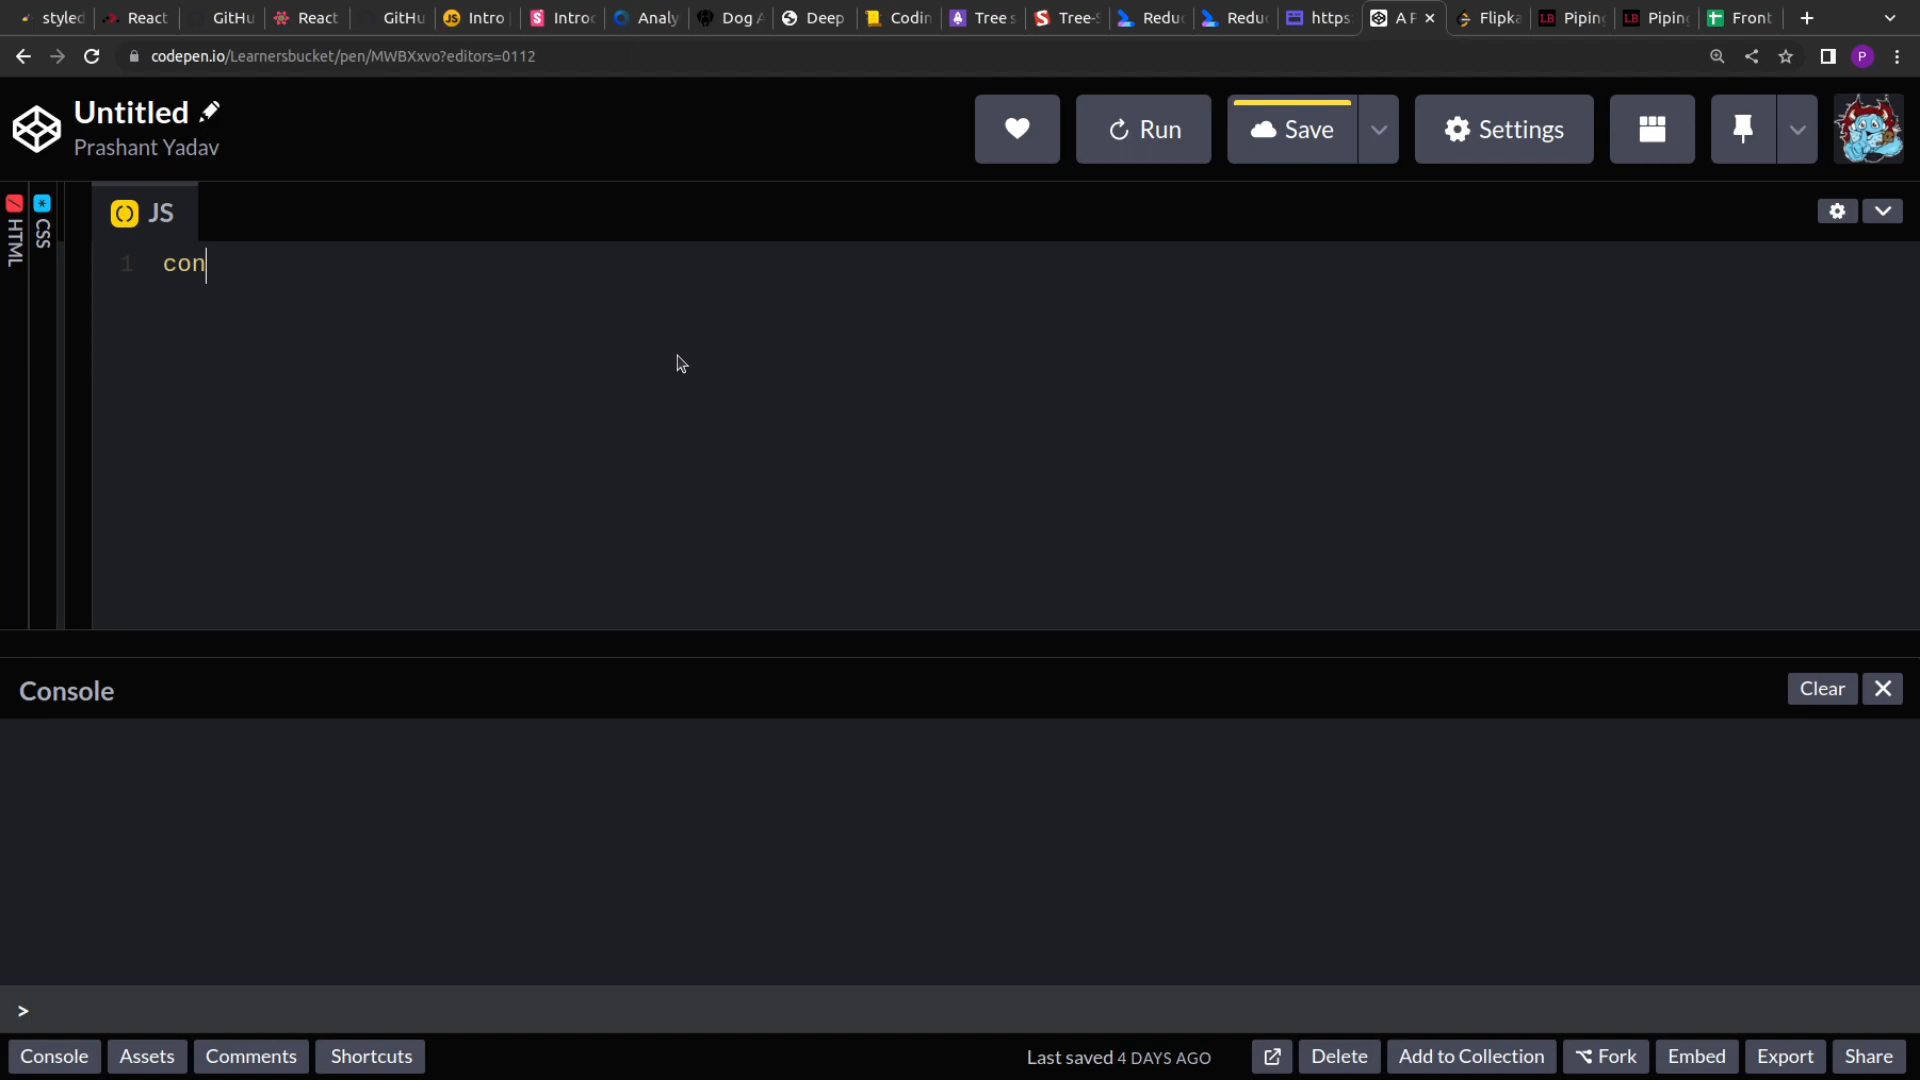 styled React GitHu React GitHu Intro Introc Analy Dog A Deep Codin Tree s Tree-S Reduc Reduc https: A P Flipka Piping Piping Front
codepen.io/Learnersbucket/pen/MWBXxvo?editors=0112
P
Untitled
Prashant Yadav
Run
Save
Settings
HTML
CSS
JS
1 con
Console
Clear
>
Console Assets Comments Shortcuts
Last saved 4 DAYS AGO
Delete Add to Collection Fork Embed Export Share